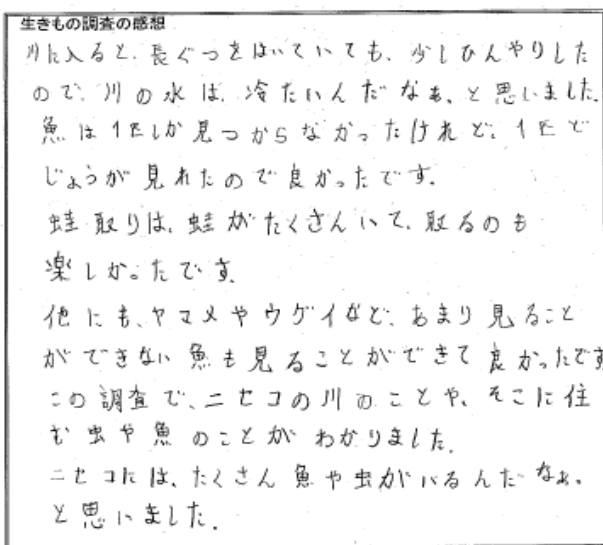 生きもの調査の感想
川に入ると、長ぐつをはいていても、少しひんやりした
ので、川の水は、冷たいんだなぁ、と思いました。
魚は1匹しか見つからなかったけれど、1匹ど
じょうが見れたので良かったです。
蛙取りは、蛙がたくさんいて、取るのも
楽しかったです。
他にも、ヤマメやウグイなど、あまり見ること
ができない魚も見ることができて良かったです
この調査で、ニセコの川のことや、そこに住
む虫や魚のことがわかりました。
ニセコには、たくさん魚や虫がいるんだなぁ。
と思いました。